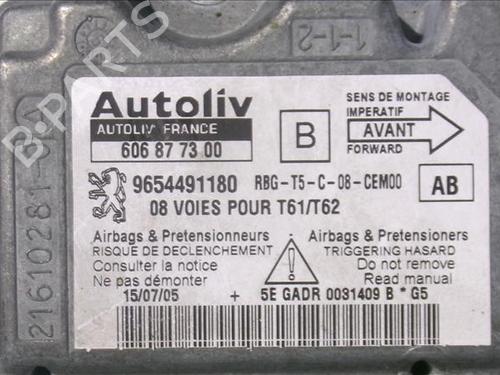 1-1-2
21610281-
Autoliv
AUTOLIV FRANCE
606 87 73 00
B
SENS DE MONTAGE
IMPERATIF
AVANT
FORWARD
9654491180 RBG-T5-C-08-CEM00
AB
08 VOIES POUR T61/T62
Airbags & Pretensionneurs
RISQUE DE DECLENCHEMENT
Consulter la notice
Ne pas démonter
Airbags & Pretensioners
TRIGGERING HASARD
Do not remove
Read manual
15/07/05 + 5E GADR 0031409 B * G5
B-PARTS